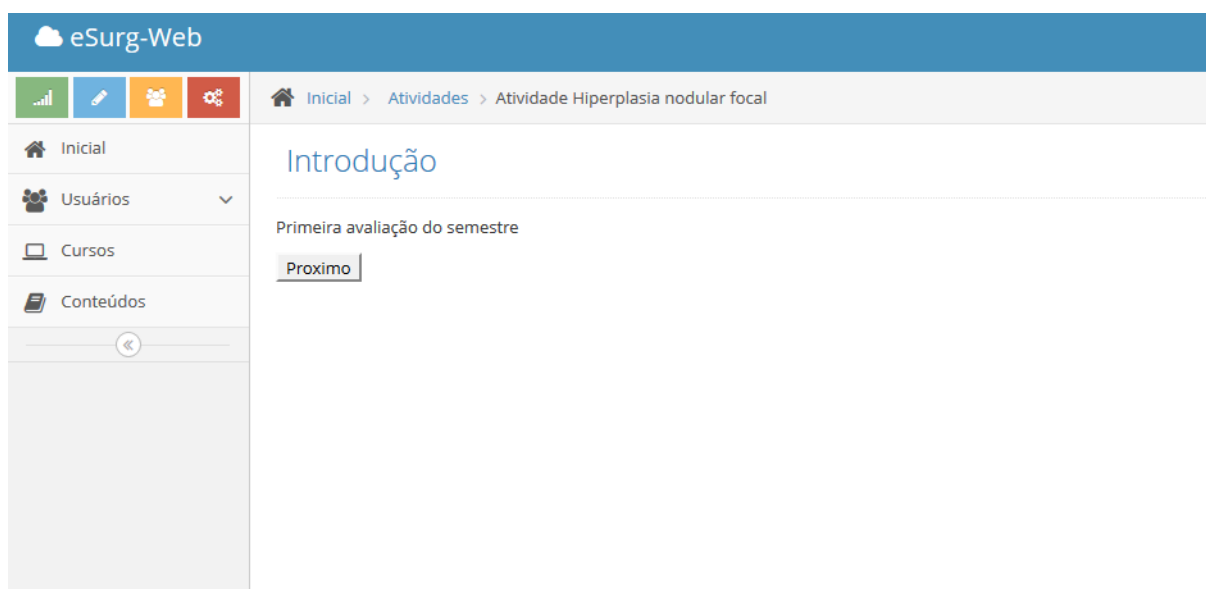 eSurg-Web
Inicial > Atividades > Atividade Hiperplasia nodular focal
Inicial
Usuários
Cursos
Conteúdos
Introdução
Primeira avaliação do semestre
Proximo